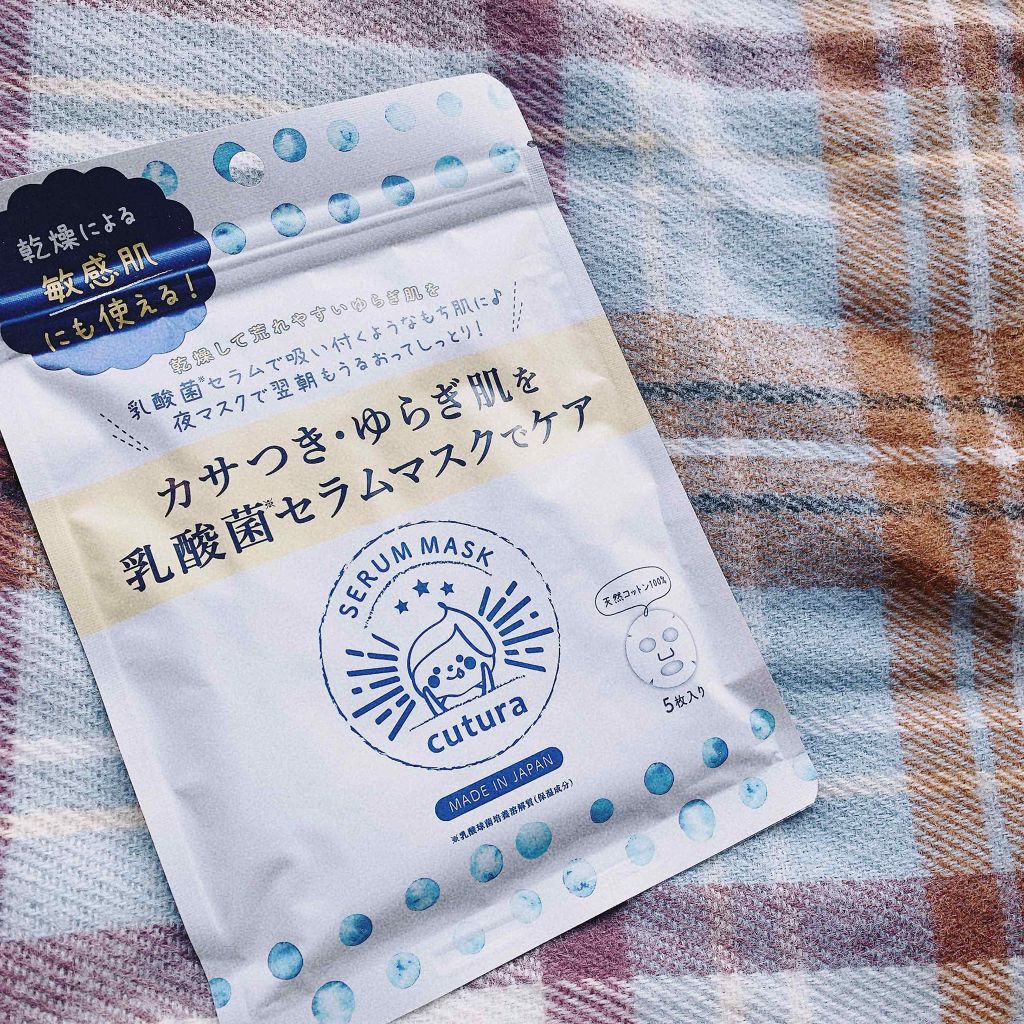 乾燥による
敏感肌
にも使える!
乾燥して荒れやすいゆらぎ肌を
乳酸菌※セラムで吸い付くようなもち肌に♪
夜マスクで翌朝もうるおってしっとり!
カサつき・ゆらぎ肌を
乳酸菌※セラムマスクでケア
SERUM MASK
cutura
天然コットン100%
5枚入り
MADE IN JAPAN
※乳酸球菌培養溶解質(保湿成分)